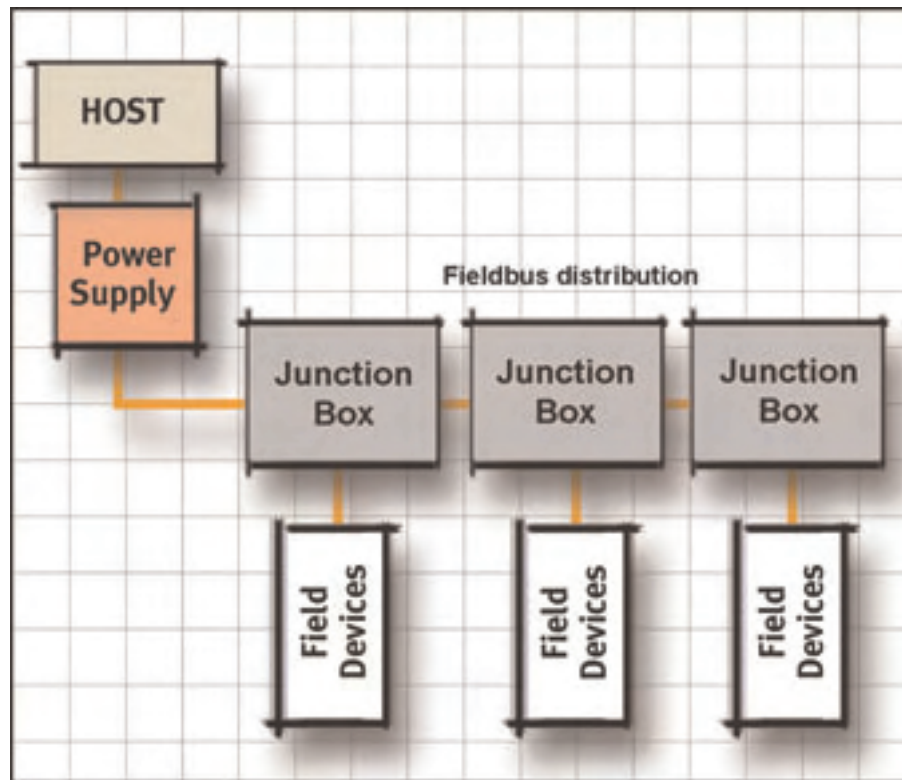 HOST
Power
Supply
Fieldbus distribution
Junction
Box
Junction
Box
Junction
Box
Field
Devices
Field
Devices
Field
Devices